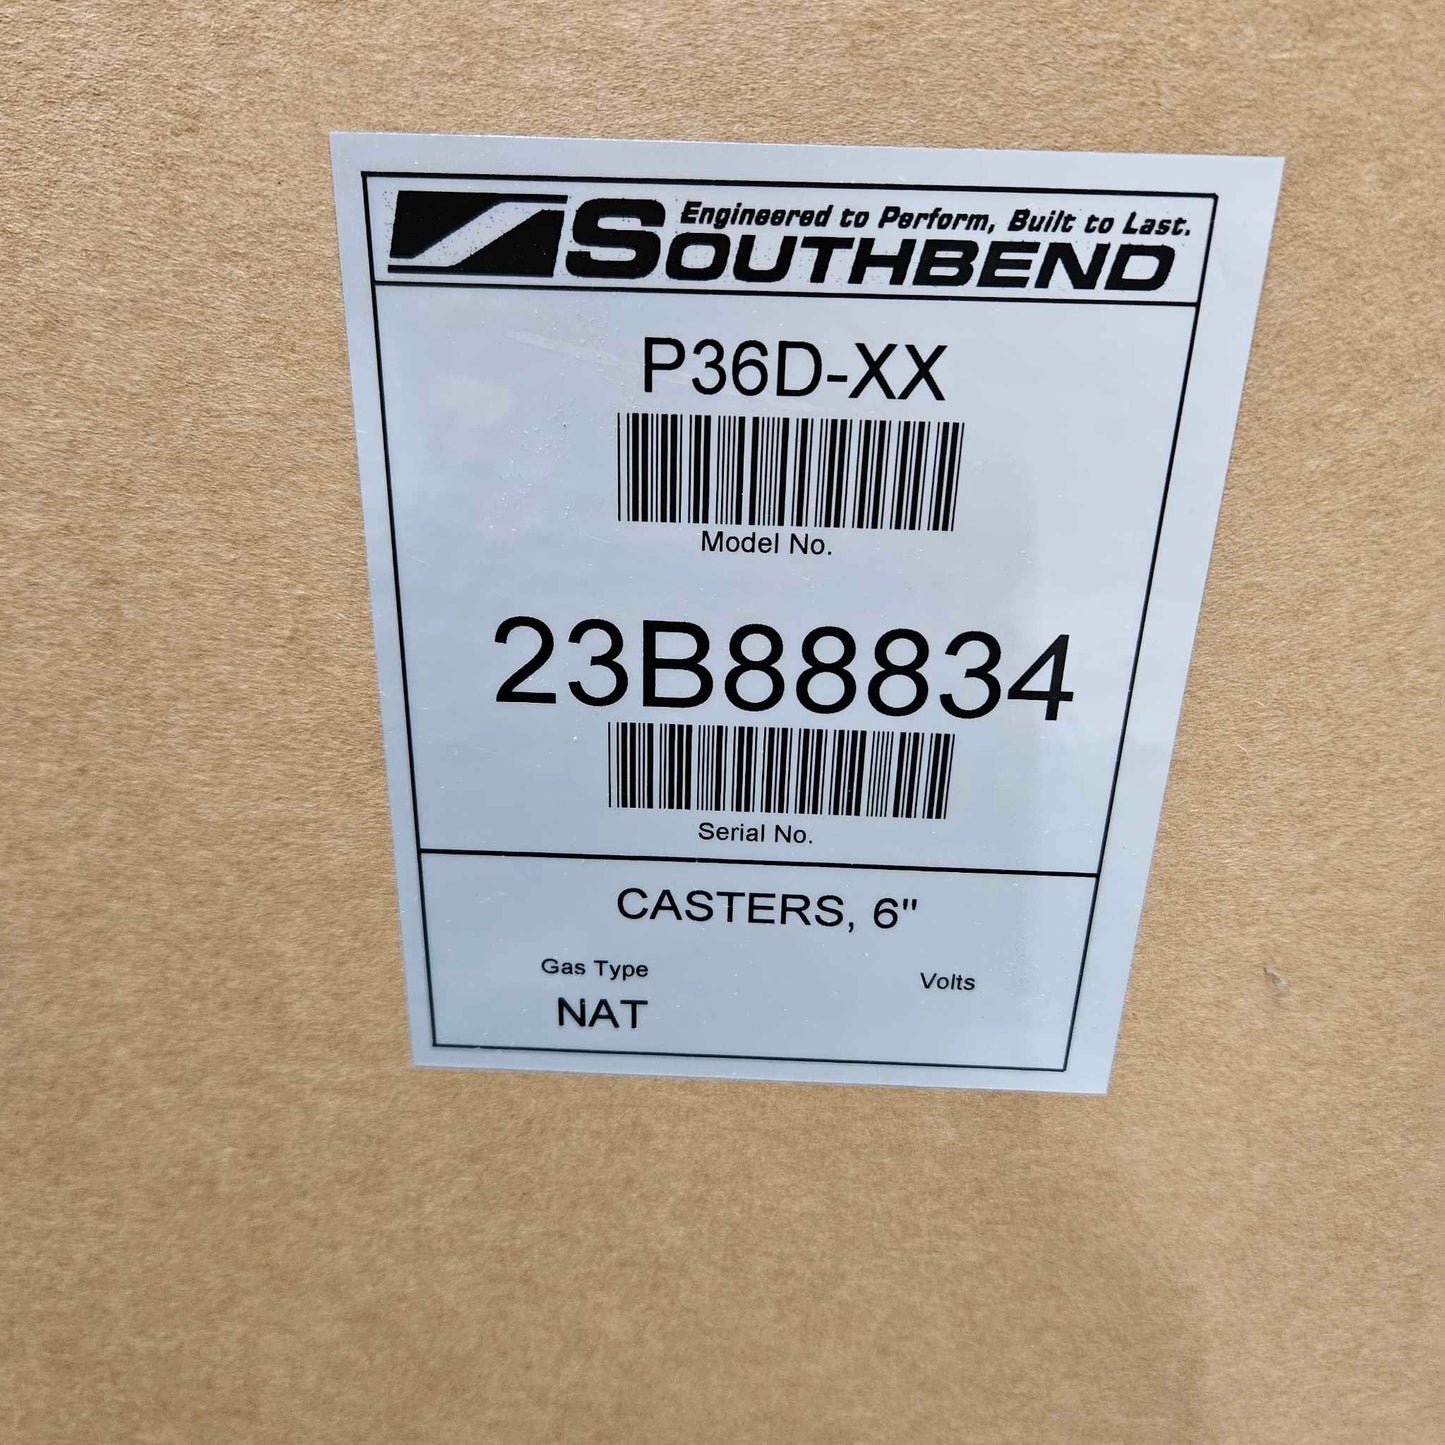 Engineered to Perform, Built to Last.
SOUTHBEND
P36D-XX
Model No.
23B88834
Serial No.
CASTERS, 6"
Gas Type
Volts
NAT